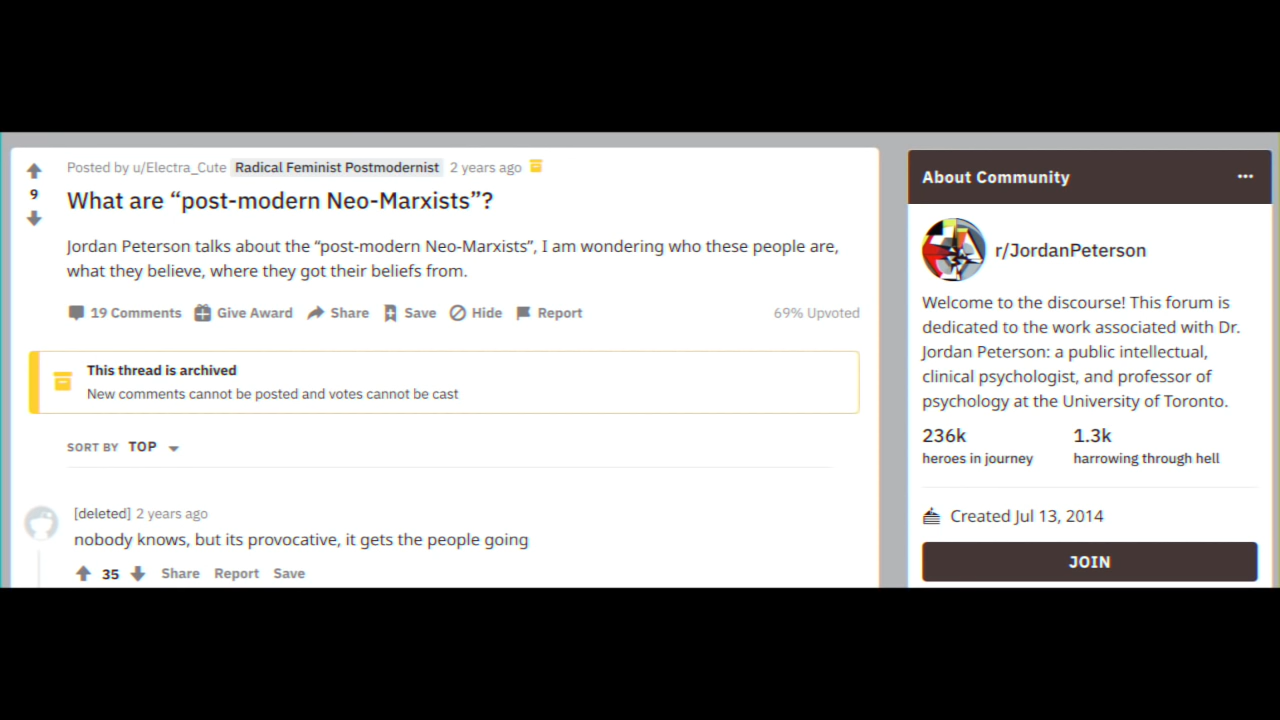 Posted by u/Electra_Cute Radical Feminist Postmodernist 2 years ago
9
What are “post-modern Neo-Marxists”?
Jordan Peterson talks about the “post-modern Neo-Marxists”, I am wondering who these people are,
what they believe, where they got their beliefs from.
19 Comments Give Award Share Save Hide Report 69% Upvoted
This thread is archived
New comments cannot be posted and votes cannot be cast
SORT BY TOP
[deleted] 2 years ago
nobody knows, but its provocative, it gets the people going
35 Share Report Save
About Community
r/JordanPeterson
Welcome to the discourse! This forum is
dedicated to the work associated with Dr.
Jordan Peterson: a public intellectual,
clinical psychologist, and professor of
psychology at the University of Toronto.
236k 1.3k
heroes in journey harrowing through hell
Created Jul 13, 2014
JOIN